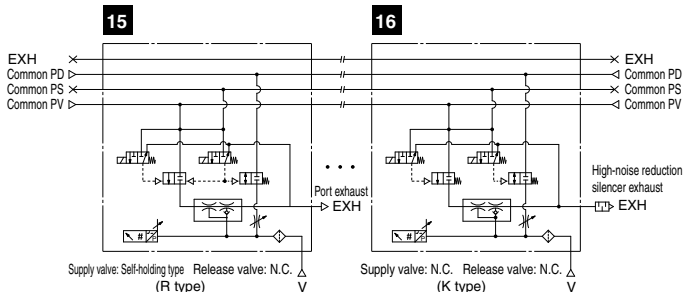 15
16
EXH
EXH
Common PD
Common PD
Common PS
Common PS
Common PV
Common PV
Port exhaust
EXH
High-noise reduction
silencer exhaust
EXH
#
#
Supply valve: Self-holding type Release valve: N.C.
(R type)
V
Supply valve: N.C. Release valve: N.C.
(K type)
V